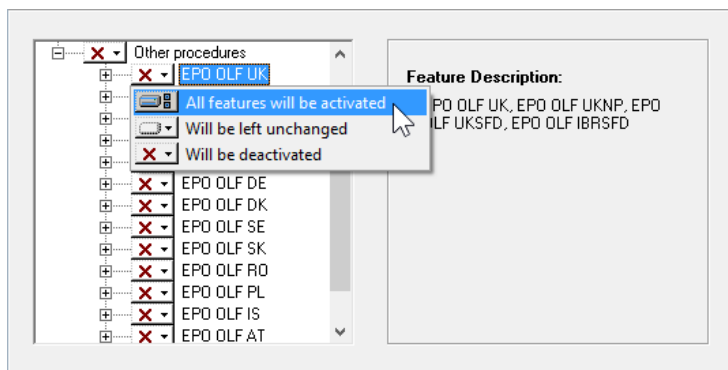 Other procedures
EPO OLF UK
All features will be activated
Will be left unchanged
Will be deactivated
EPO OLF DE
EPO OLF DK
EPO OLF SE
EPO OLF SK
EPO OLF RO
EPO OLF PL
EPO OLF IS
EPO OLF AT
Feature Description:
PO OLF UK, EPO OLF UKNP, EPO
LF UKSFD, EPO OLF IBRSFD